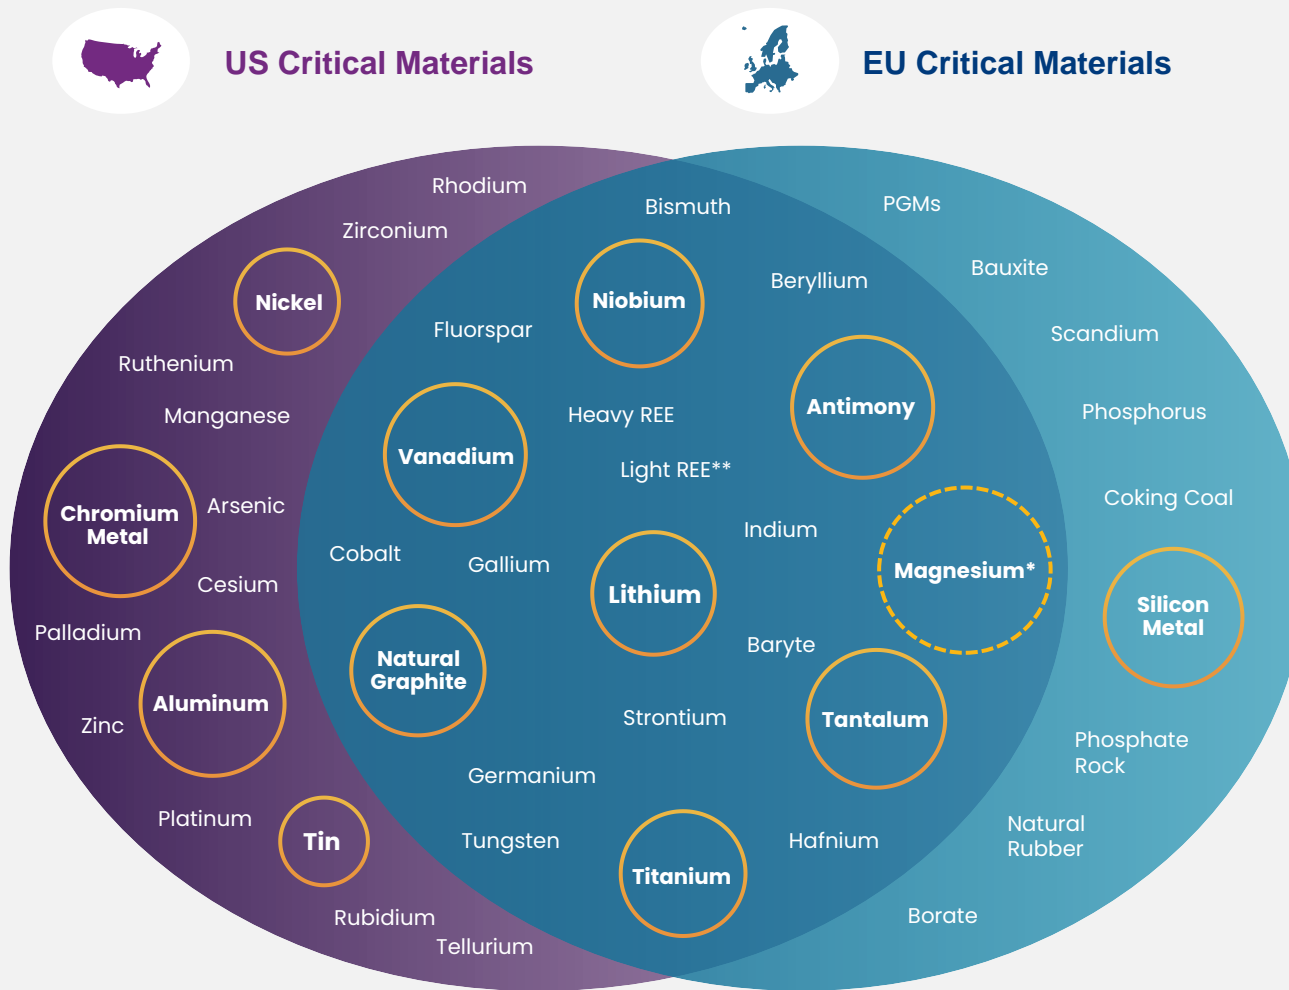 US Critical Materials
EU Critical Materials
Rhodium
Zirconium
Nickel
Ruthenium
Manganese
Chromium
Metal
Arsenic
Cesium
Palladium
Aluminum
Zinc
Platinum
Tin
Rubidium
Tellurium
Bismuth
Niobium
Beryllium
Fluorspar
Antimony
Heavy REE
Vanadium
Light REE**
Indium
Cobalt
Gallium
Lithium
Magnesium*
Natural
Graphite
Baryte
Strontium
Tantalum
Germanium
Tungsten
Titanium
Hafnium
PGMs
Bauxite
Scandium
Phosphorus
Coking Coal
Silicon
Metal
Phosphate
Rock
Natural
Rubber
Borate